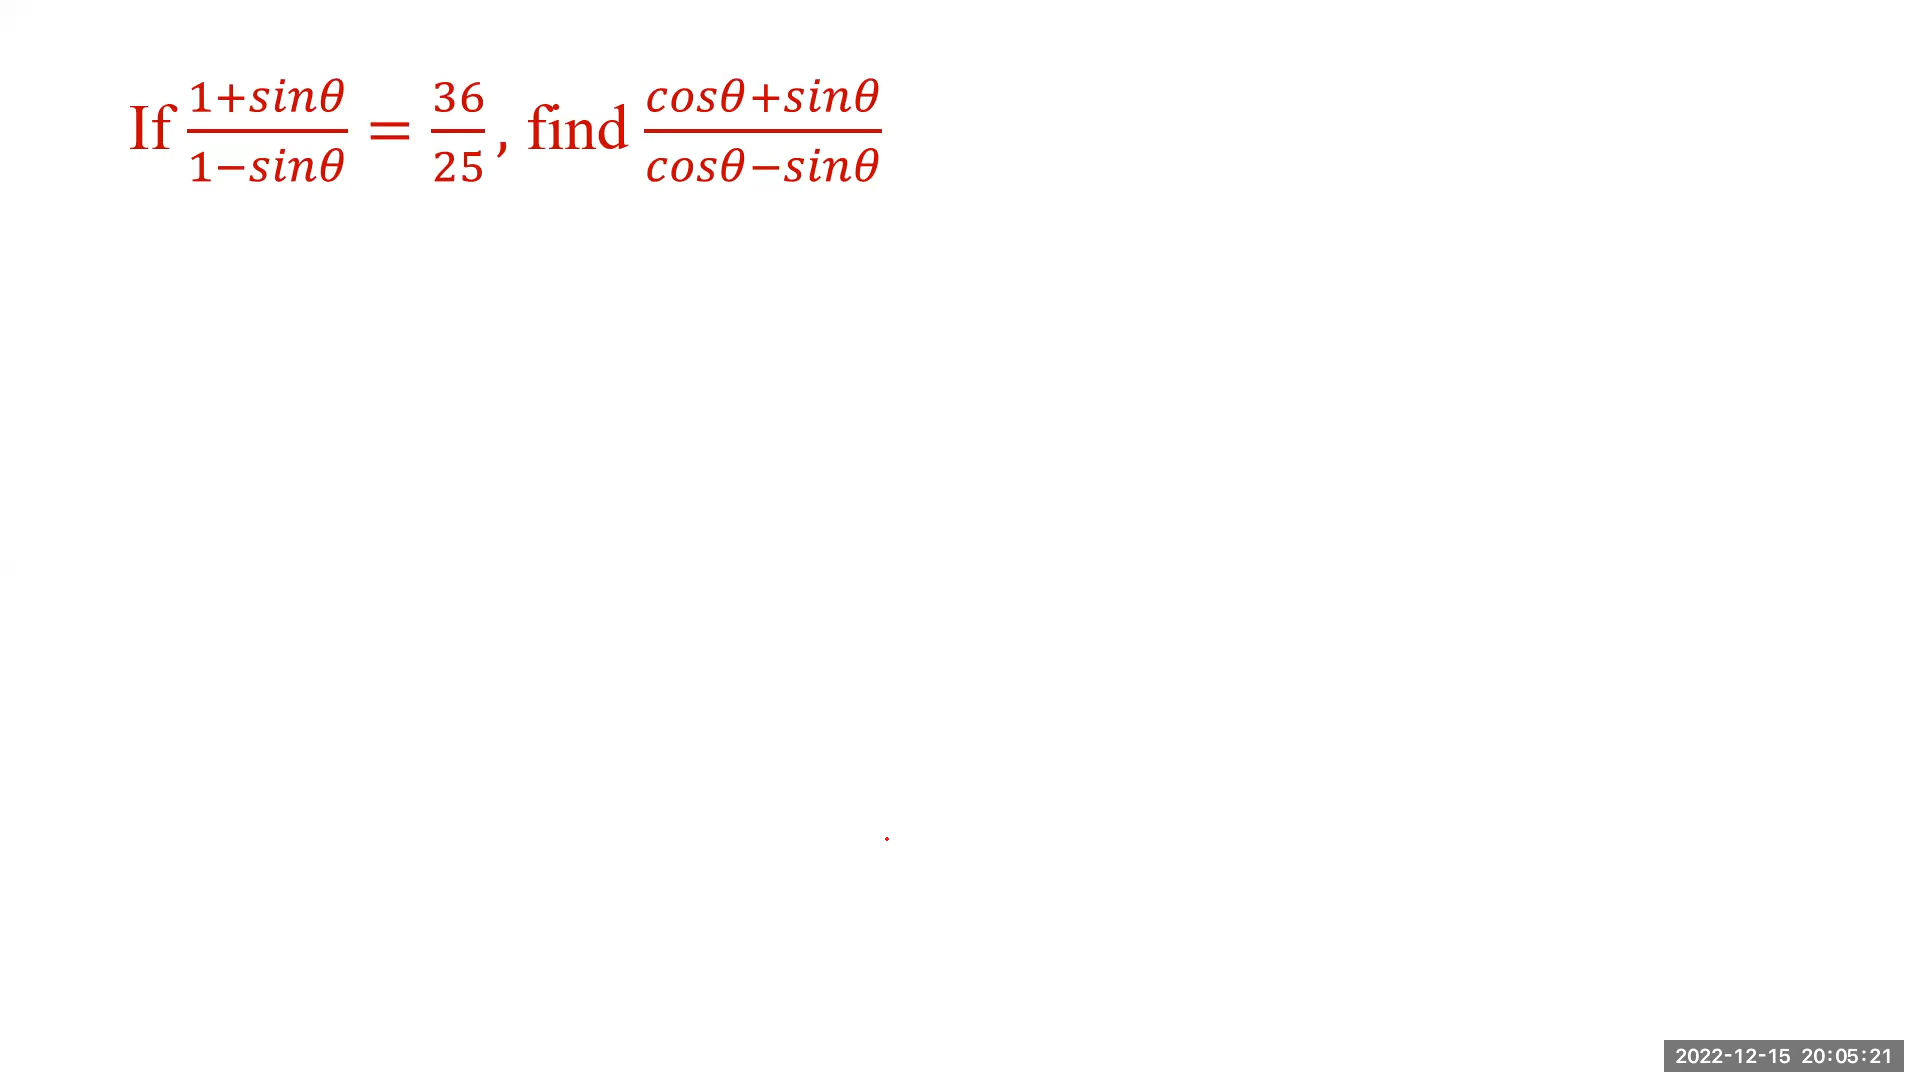 If (1+sinθ)/(1−sinθ) = 36/25, find (cosθ+sinθ)/(cosθ−sinθ)
2022-12-15 20:05:21